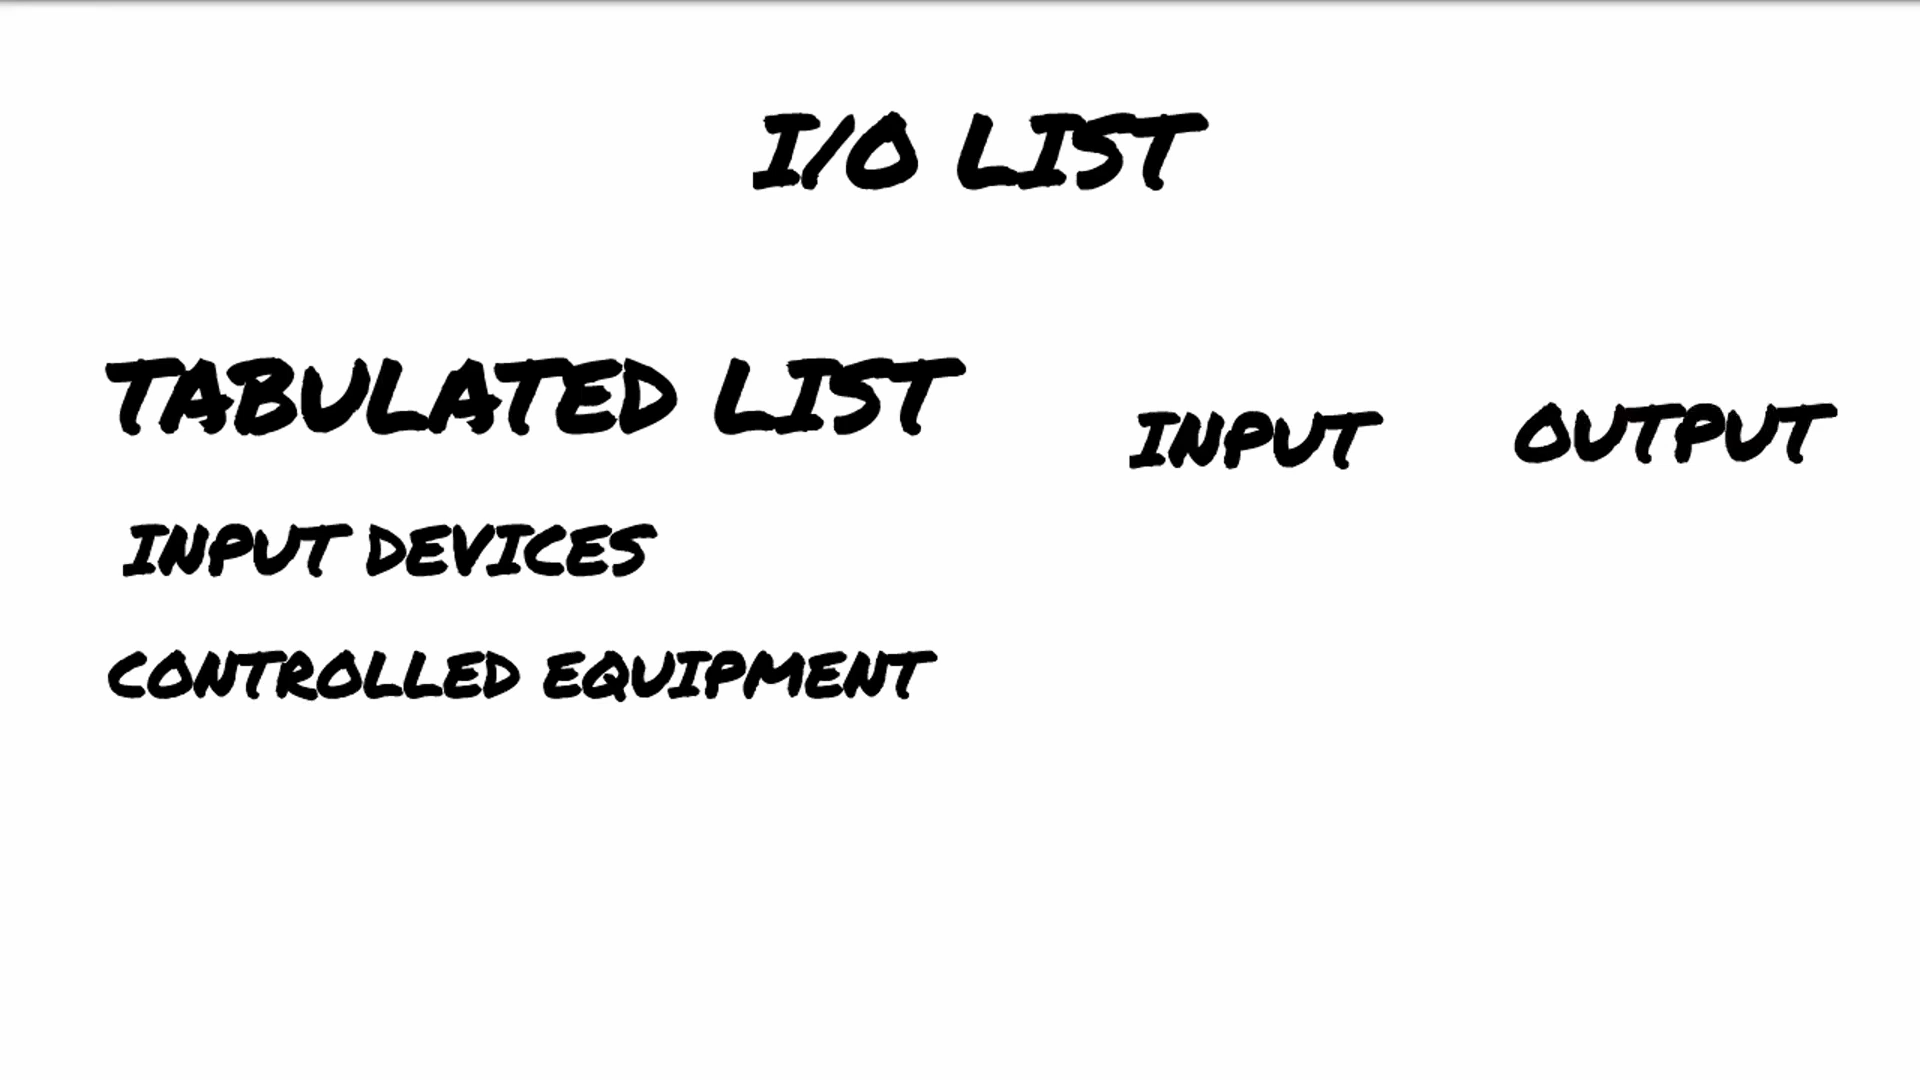 I/O LIST
TABULATED LIST
INPUT DEVICES
CONTROLLED EQUIPMENT
INPUT
OUTPUT